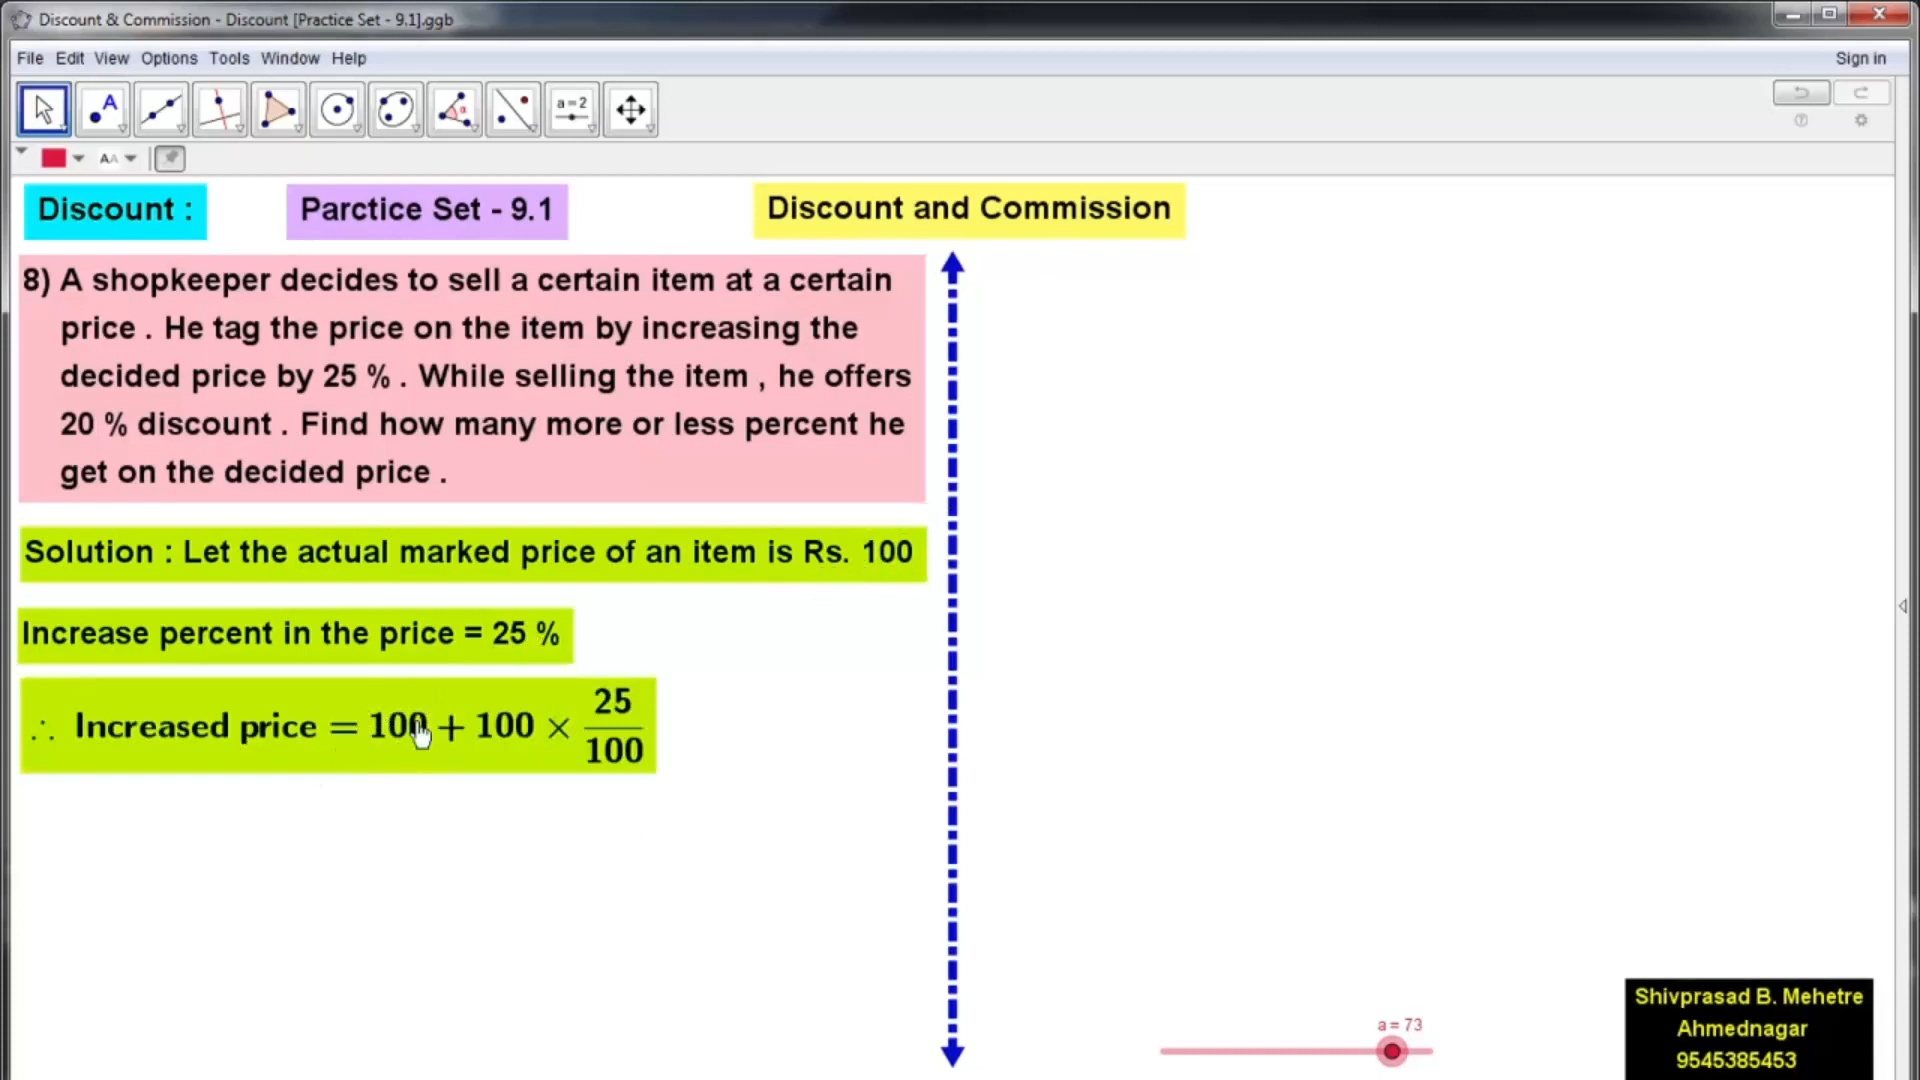 Discount & Commission - Discount [Practice Set - 9.1].ggb
File Edit View Options Tools Window Help
Sign in
A
α
a = 2
AA
Discount :
Parctice Set - 9.1
Discount and Commission
8) A shopkeeper decides to sell a certain item at a certain
price . He tag the price on the item by increasing the
decided price by 25 % . While selling the item , he offers
20 % discount . Find how many more or less percent he
get on the decided price .
Solution : Let the actual marked price of an item is Rs. 100
Increase percent in the price = 25 %
∴ Increased price = 100 + 100 × 25/100
a = 73
Shivprasad B. Mehetre
Ahmednagar
9545385453